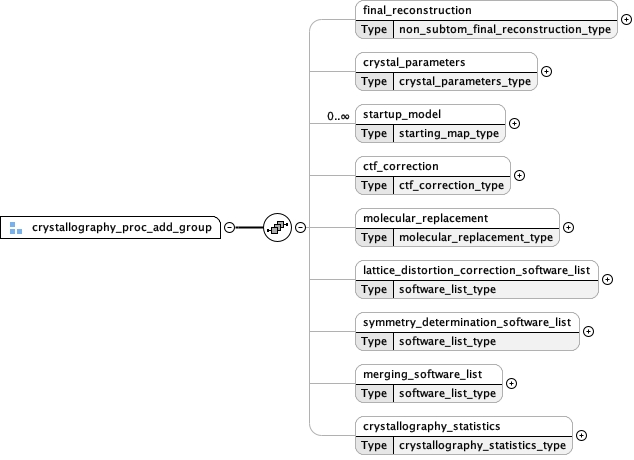 final_reconstruction
Type non_subtom_final_reconstruction_type
crystal_parameters
Type crystal_parameters_type
0..∞
startup_model
Type starting_map_type
ctf_correction
Type ctf_correction_type
crystallography_proc_add_group
molecular_replacement
Type molecular_replacement_type
lattice_distortion_correction_software_list
Type software_list_type
symmetry_determination_software_list
Type software_list_type
merging_software_list
Type software_list_type
crystallography_statistics
Type crystallography_statistics_type